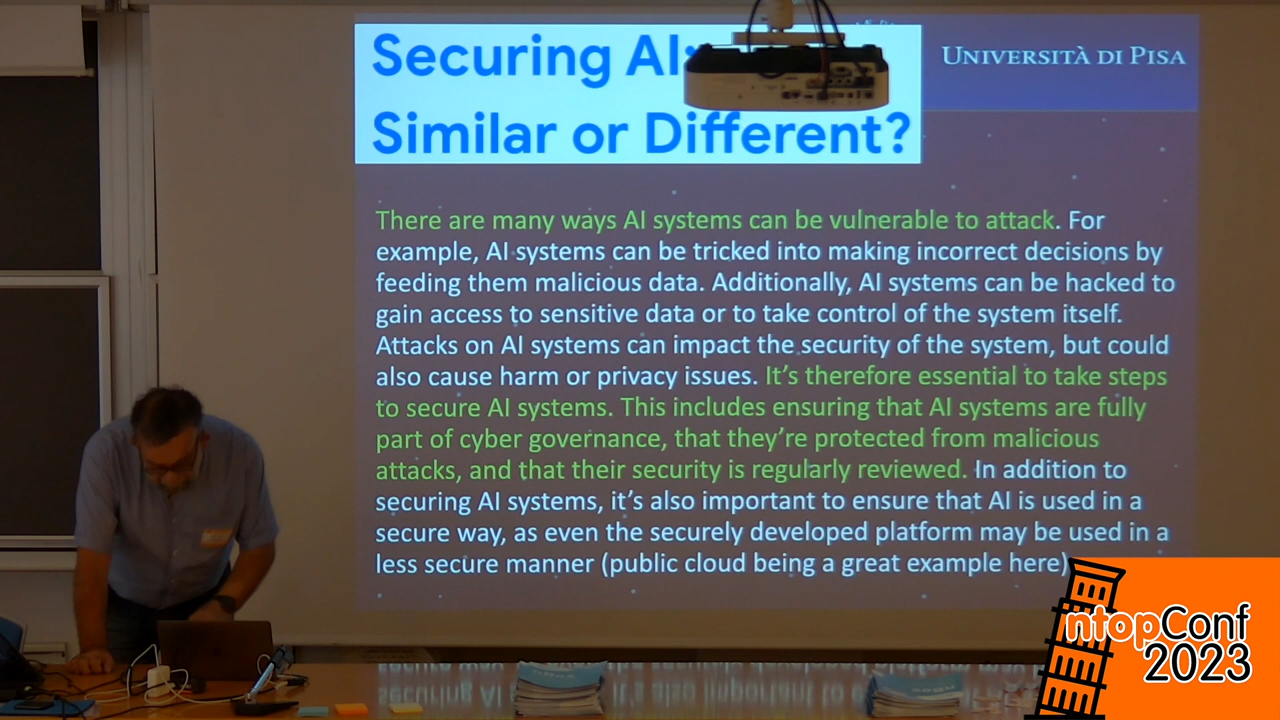 Securing AI:
Similar or Different?
UNIVERSITÀ DI PISA
There are many ways AI systems can be vulnerable to attack. For
example, AI systems can be tricked into making incorrect decisions by
feeding them malicious data. Additionally, AI systems can be hacked to
gain access to sensitive data or to take control of the system itself.
Attacks on AI systems can impact the security of the system, but could
also cause harm or privacy issues. It's therefore essential to take steps
to secure AI systems. This includes ensuring that AI systems are fully
part of cyber governance, that they're protected from malicious
attacks, and that their security is regularly reviewed. In addition to
securing AI systems, it's also important to ensure that AI is used in a
secure way, as even the securely developed platform may be used in a
less secure manner (public cloud being a great example here)
ntopConf
2023